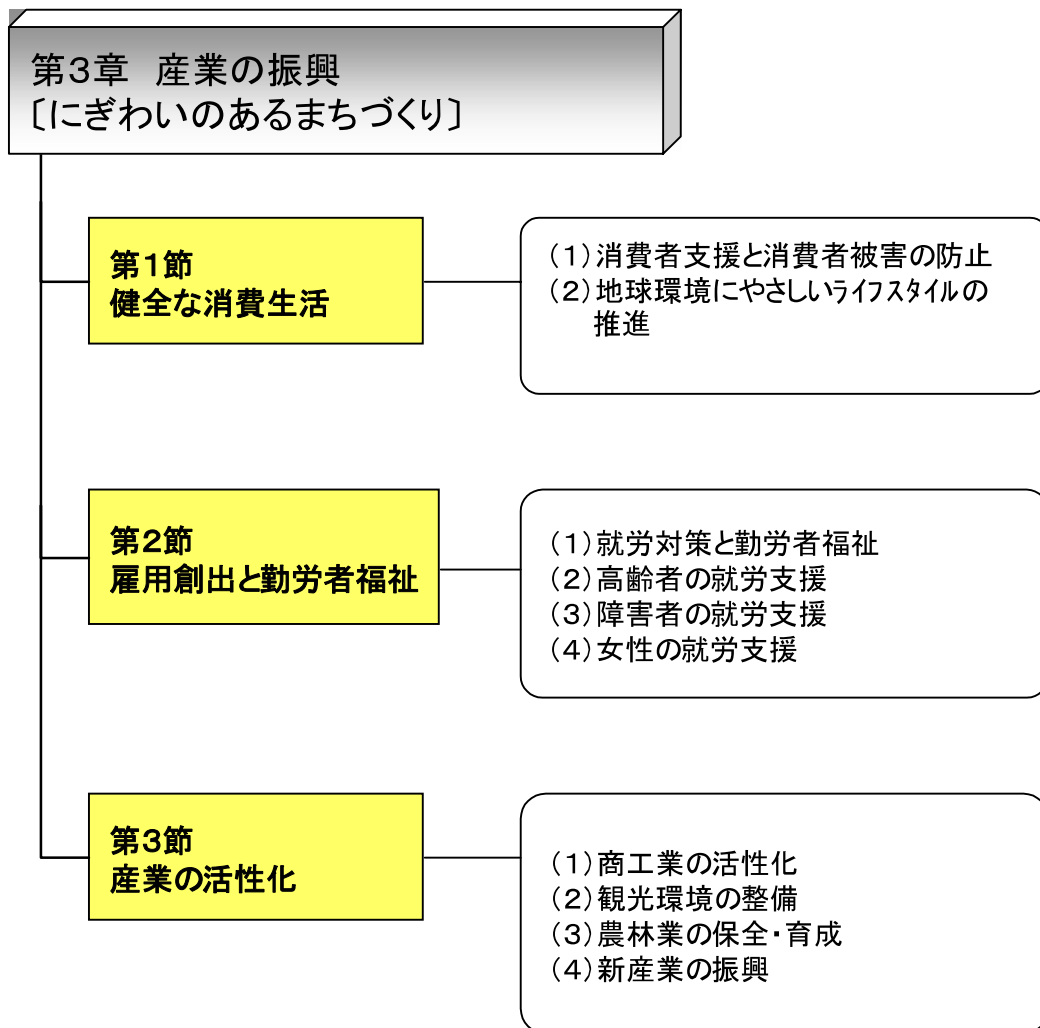 第3章　産業の振興
〔にぎわいのあるまちづくり〕
第1節
健全な消費生活
(1)消費者支援と消費者被害の防止
(2)地球環境にやさしいﾗｲﾌｽﾀｲﾙの
推進
第2節
雇用創出と勤労者福祉
(1)就労対策と勤労者福祉
(2)高齢者の就労支援
(3)障害者の就労支援
(4)女性の就労支援
第3節
産業の活性化
(1)商工業の活性化
(2)観光環境の整備
(3)農林業の保全・育成
(4)新産業の振興